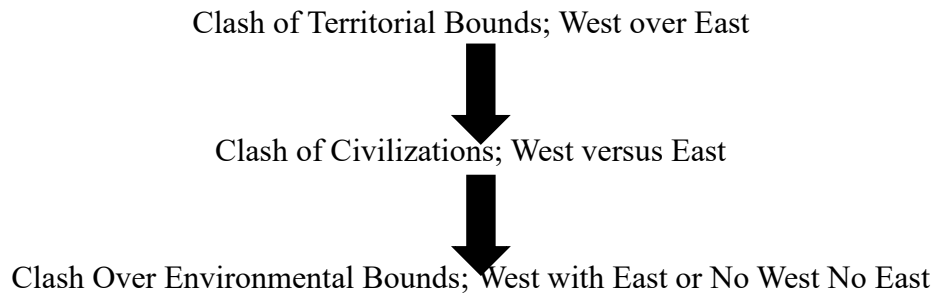 Clash of Territorial Bounds; West over East
Clash of Civilizations; West versus East
Clash Over Environmental Bounds; West with East or No West No East